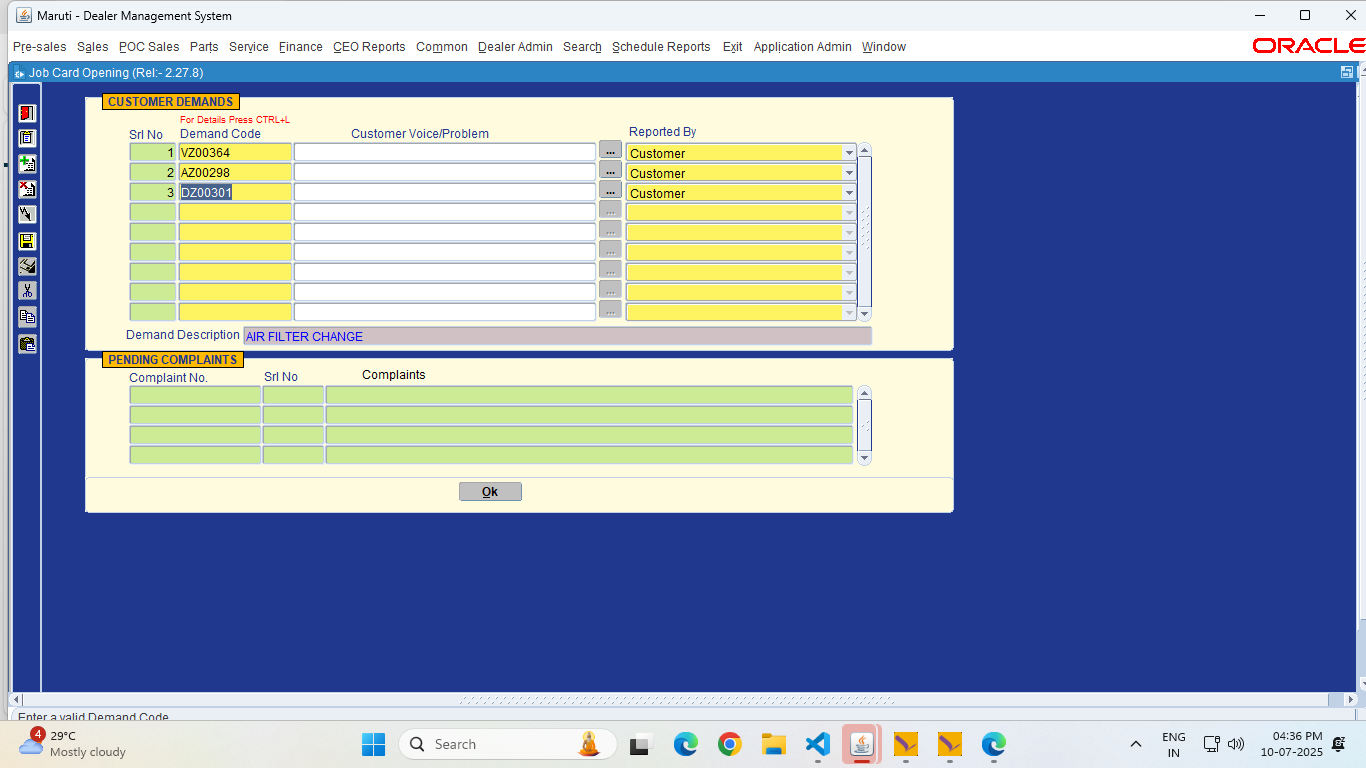 Maruti - Dealer Management System
Pre-sales Sales POC Sales Parts Service Finance CEO Reports Common Dealer Admin Search Schedule Reports Exit Application Admin Window
ORACLE
Job Card Opening (Rel:- 2.27.8)
CUSTOMER DEMANDS
For Details Press CTRL+L
Srl No Demand Code Customer Voice/Problem Reported By
1 VZ00364 ... Customer
2 AZ00298 ... Customer
3 DZ00301 ... Customer
...
...
...
...
...
...
Demand Description AIR FILTER CHANGE
PENDING COMPLAINTS
Complaint No. Srl No Complaints
Ok
Enter a valid Demand Code
4
29°C
Mostly cloudy
Search
ENG
IN
04:36 PM
10-07-2025